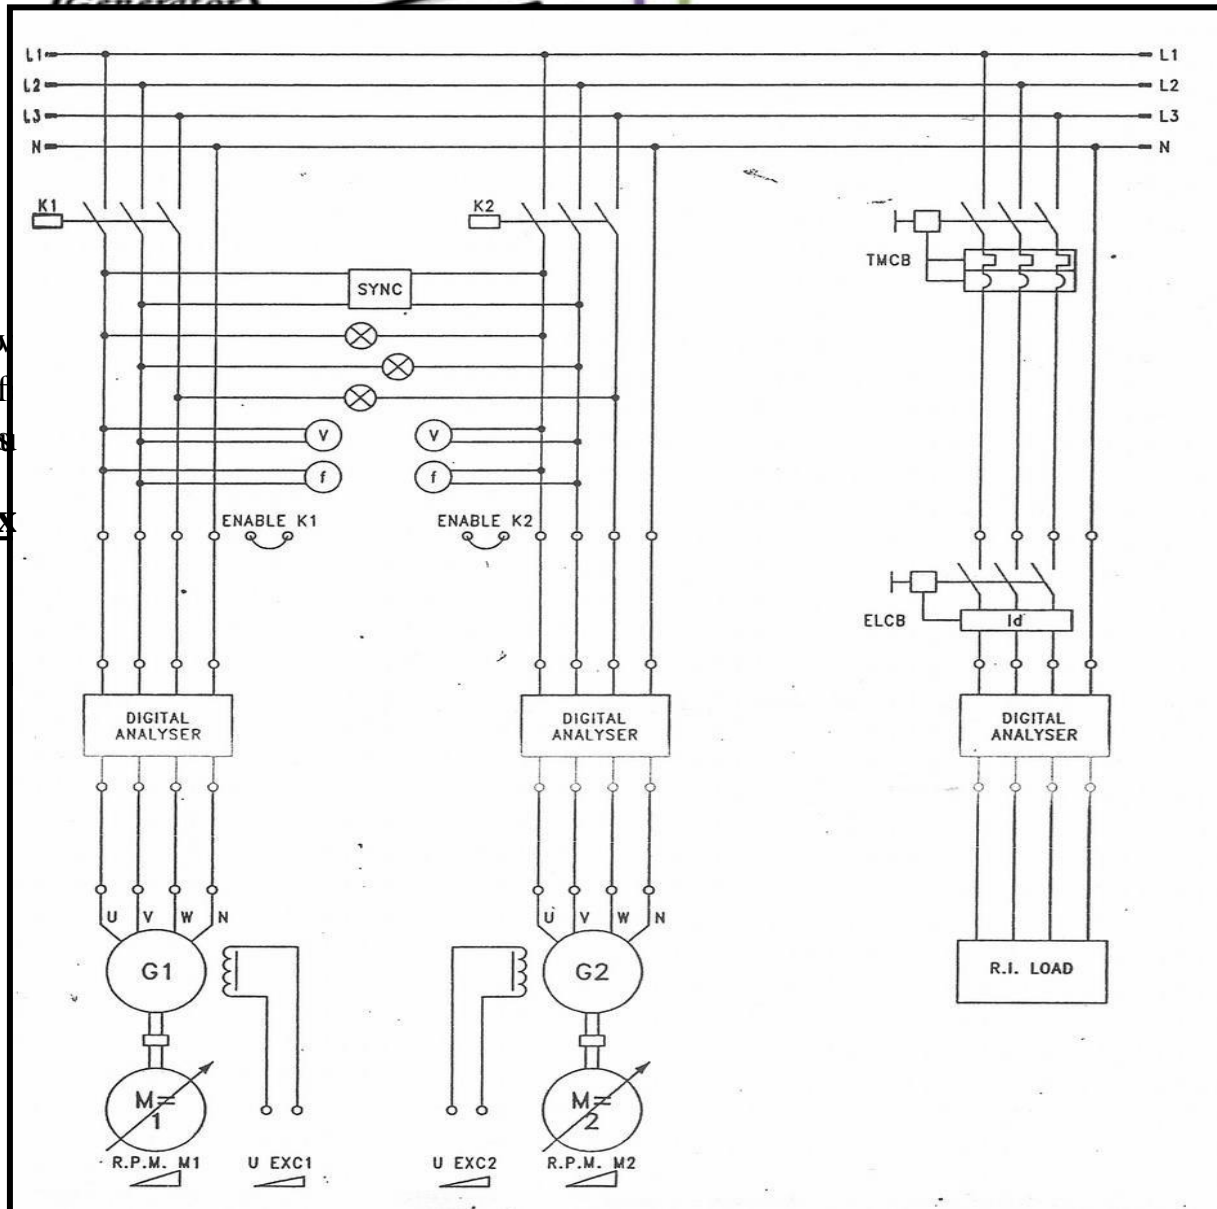 Generator
L1 L1
L2 L2
L3 L3
N N
K1 K2
TMCB
SYNC
V V
f f
ENABLE K1 ENABLE K2
ELCB Id
DIGITAL ANALYSER
DIGITAL ANALYSER
DIGITAL ANALYSER
U V W N
U V W N
G1 G2
R.I. LOAD
M= 1
M= 2
R.P.M. M1 U EXC1 U EXC2 R.P.M. M2